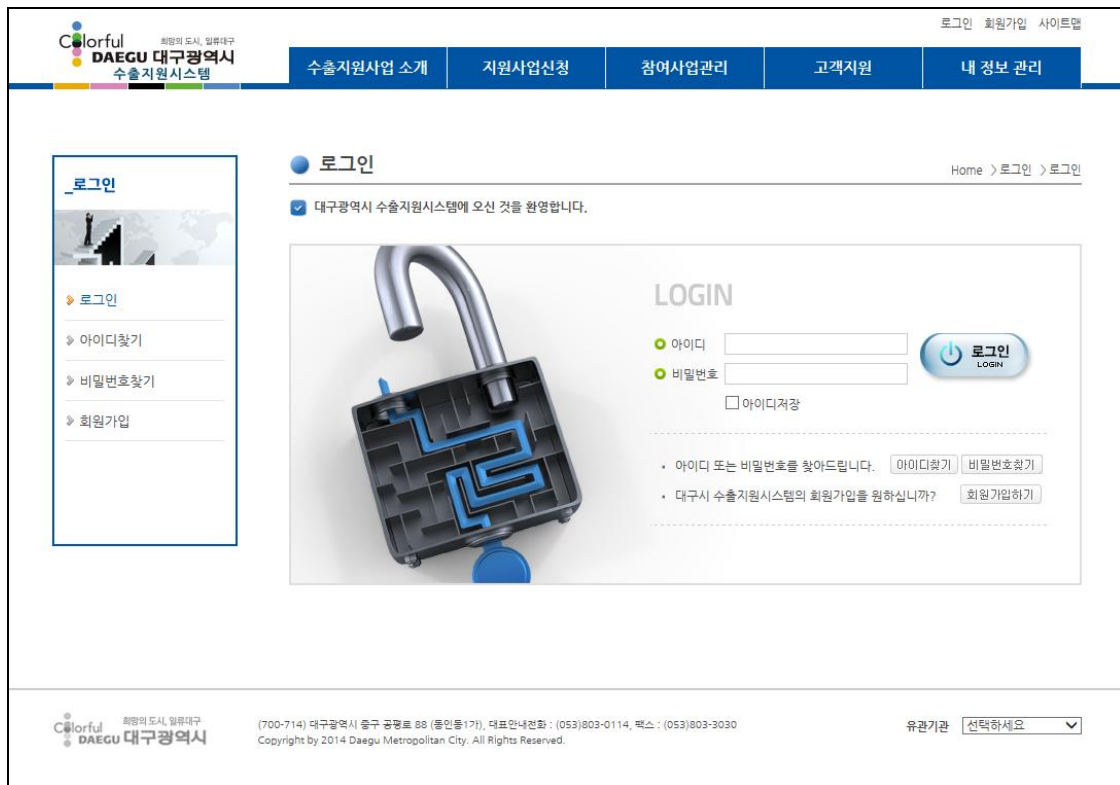 로그인 회원가입 사이트맵
Colorful 희망의 도시, 일류대구
DAEGU 대구광역시
수출지원시스템
수출지원사업 소개 지원사업신청 참여사업관리 고객지원 내 정보 관리
_로그인
로그인
아이디찾기
비밀번호찾기
회원가입
로그인
Home >로그인 >로그인
대구광역시 수출지원시스템에 오신 것을 환영합니다.
LOGIN
아이디
비밀번호
로그인
LOGIN
아이디저장
아이디 또는 비밀번호를 찾아드립니다. 아이디찾기 비밀번호찾기
대구시 수출지원시스템의 회원가입을 원하십니까? 회원가입하기
Colorful 희망의 도시, 일류대구
DAEGU 대구광역시
(700-714) 대구광역시 중구 공평로 88 (동인동1가), 대표안내전화 : (053)803-0114, 팩스 : (053)803-3030
Copyright by 2014 Daegu Metropolitan City. All Rights Reserved.
유관기관 선택하세요